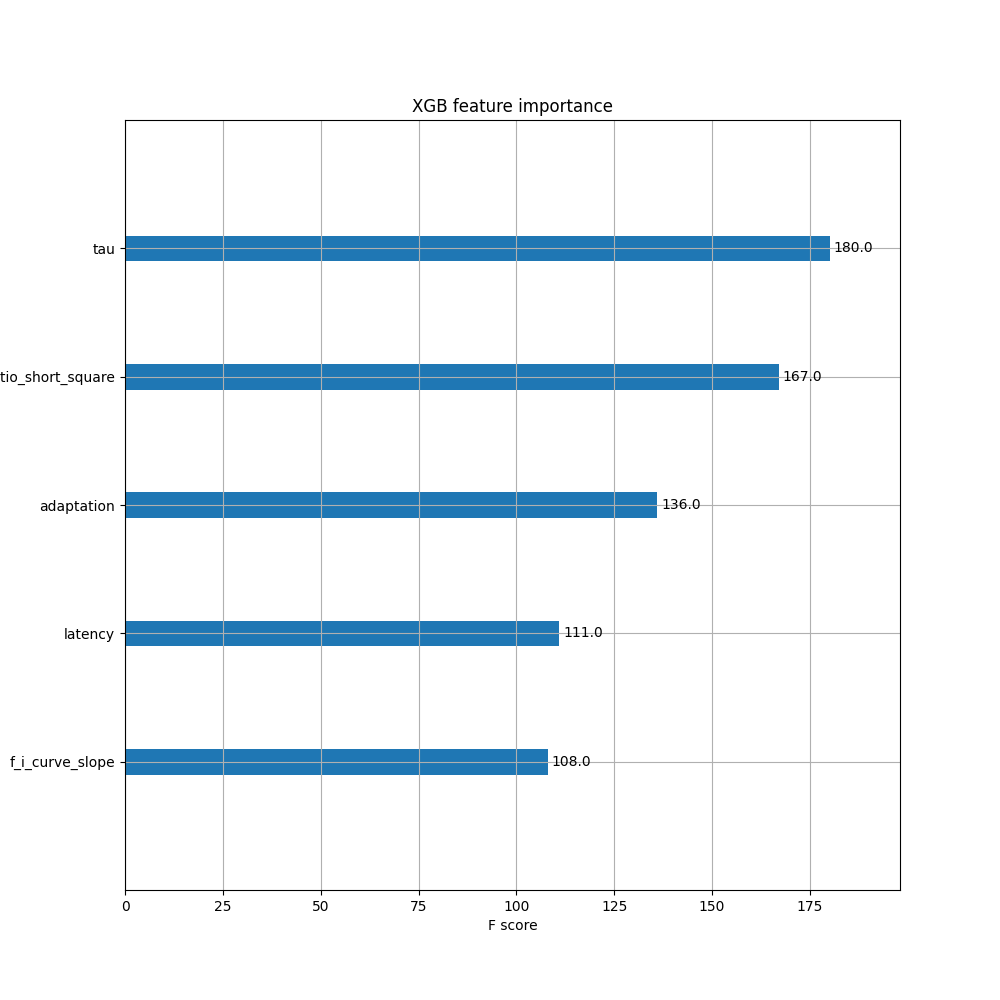 XGB feature importance
tau
180.0
tio_short_square
167.0
adaptation
136.0
latency
111.0
f_i_curve_slope
108.0
0 25 50 75 100 125 150 175
F score